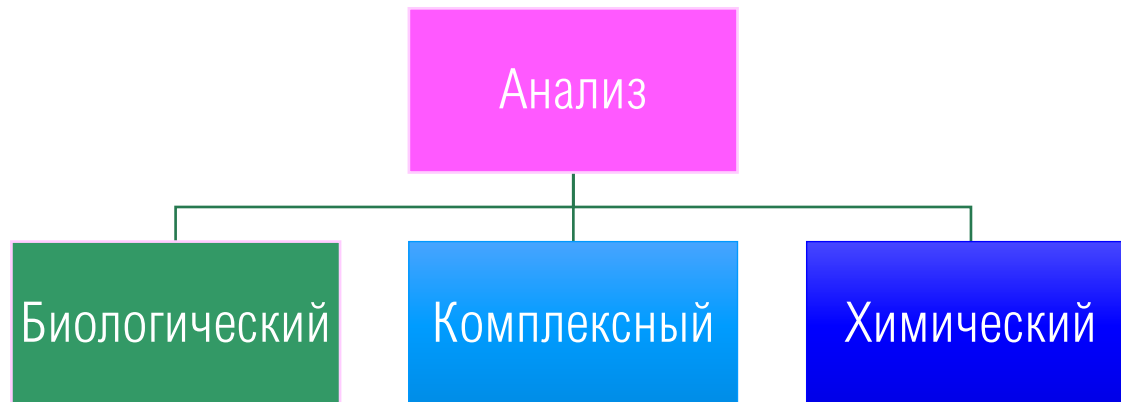 Анализ
Биологический
Комплексный
Химический